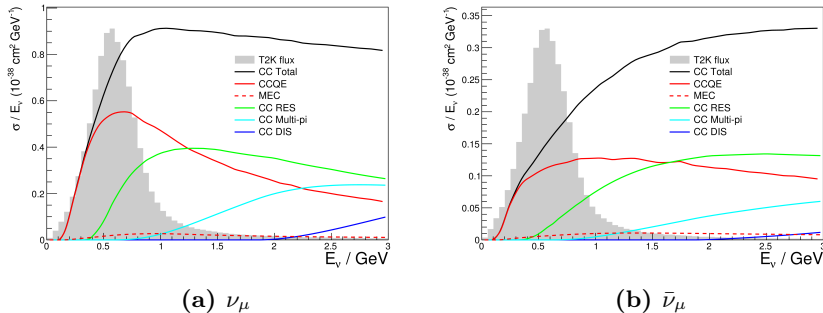 σ / Eν (10⁻³⁸ cm² GeV⁻¹)
1
0.8
0.6
0.4
0.2
0
T2K flux
CC Total
CCQE
MEC
CC RES
CC Multi-pi
CC DIS
0 0.5 1 1.5 2 2.5 3
Eν / GeV
(a) νμ
σ / Eν (10⁻³⁸ cm² GeV⁻¹)
0.35
0.30
0.25
0.20
0.15
0.10
0.05
0
T2K flux
CC Total
CCQE
MEC
CC RES
CC Multi-pi
CC DIS
0 0.5 1 1.5 2 2.5 3
Eν / GeV
(b) ν̄μ